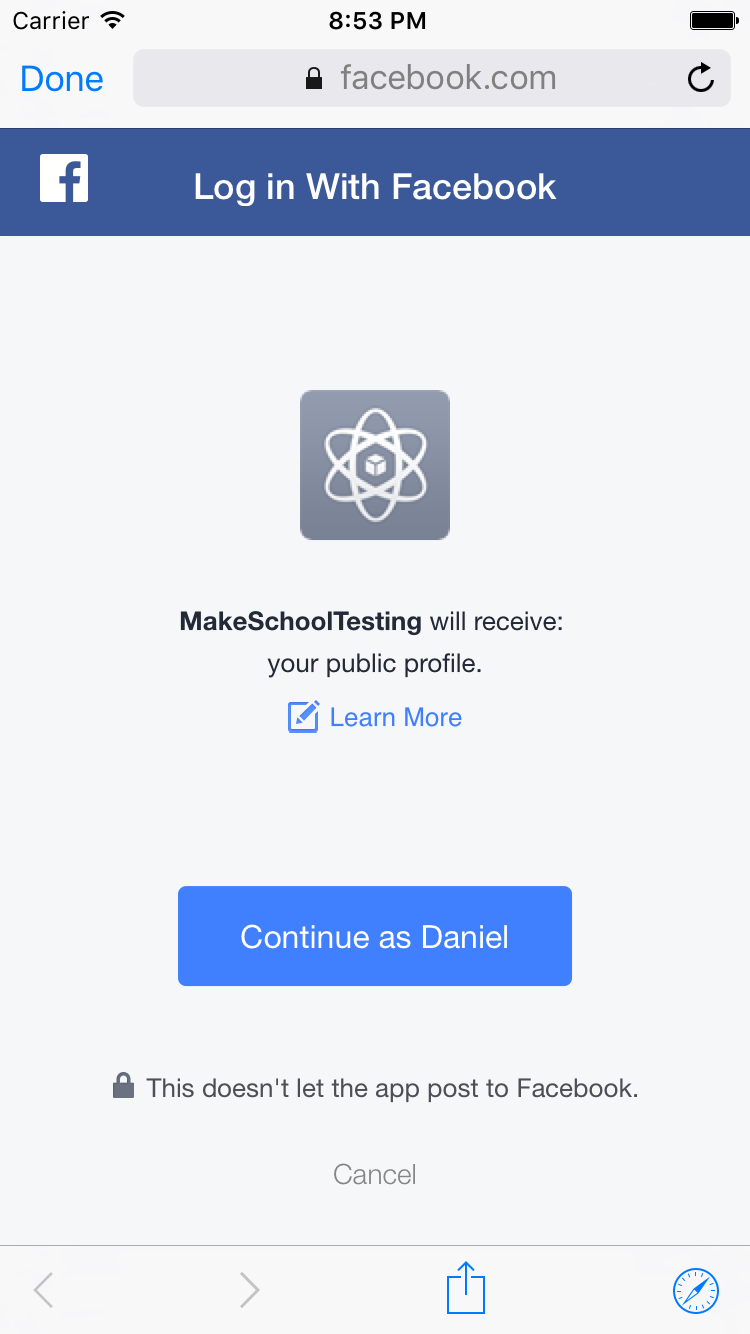 Carrier 8:53 PM
Done facebook.com
Log in With Facebook
MakeSchoolTesting will receive:
your public profile.
Learn More
Continue as Daniel
This doesn't let the app post to Facebook.
Cancel